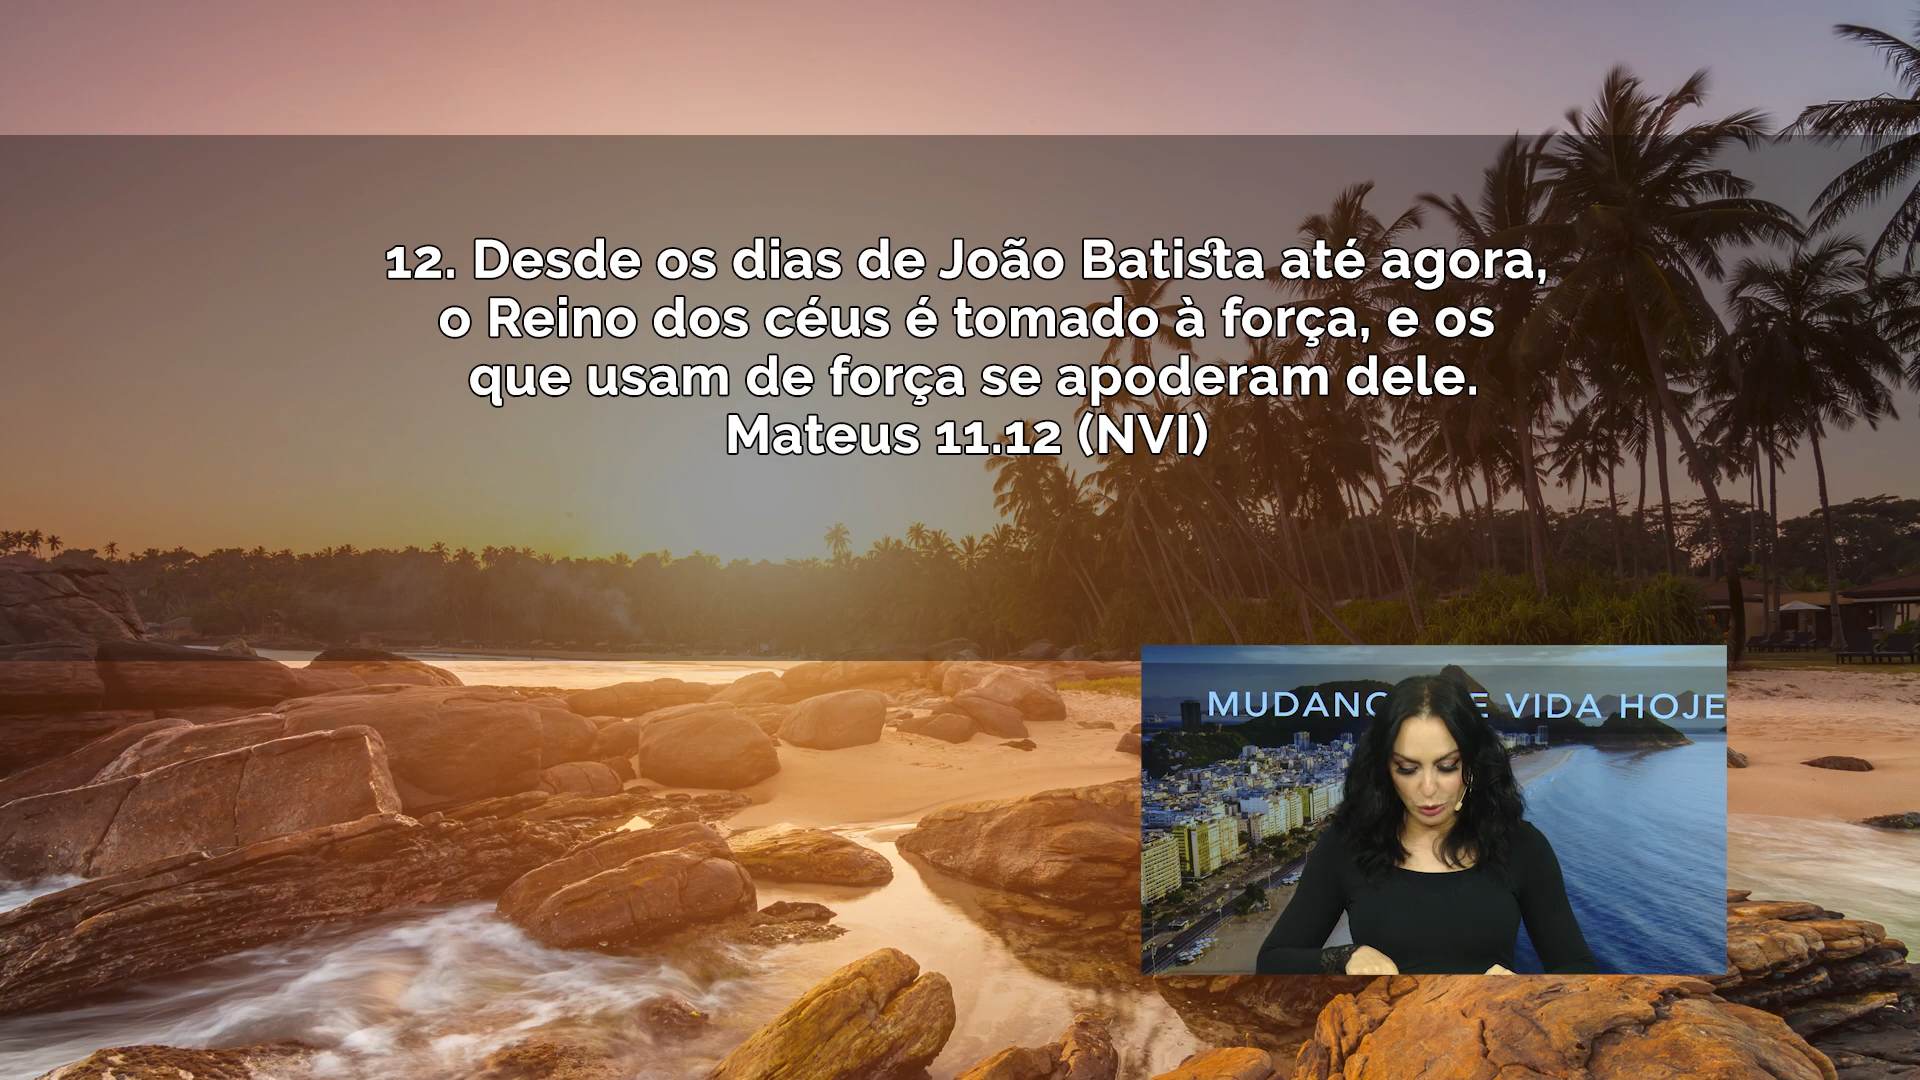 12. Desde os dias de João Batista até agora,
o Reino dos céus é tomado à força, e os
que usam de força se apoderam dele.
Mateus 11.12 (NVI)
VIDA HOJE